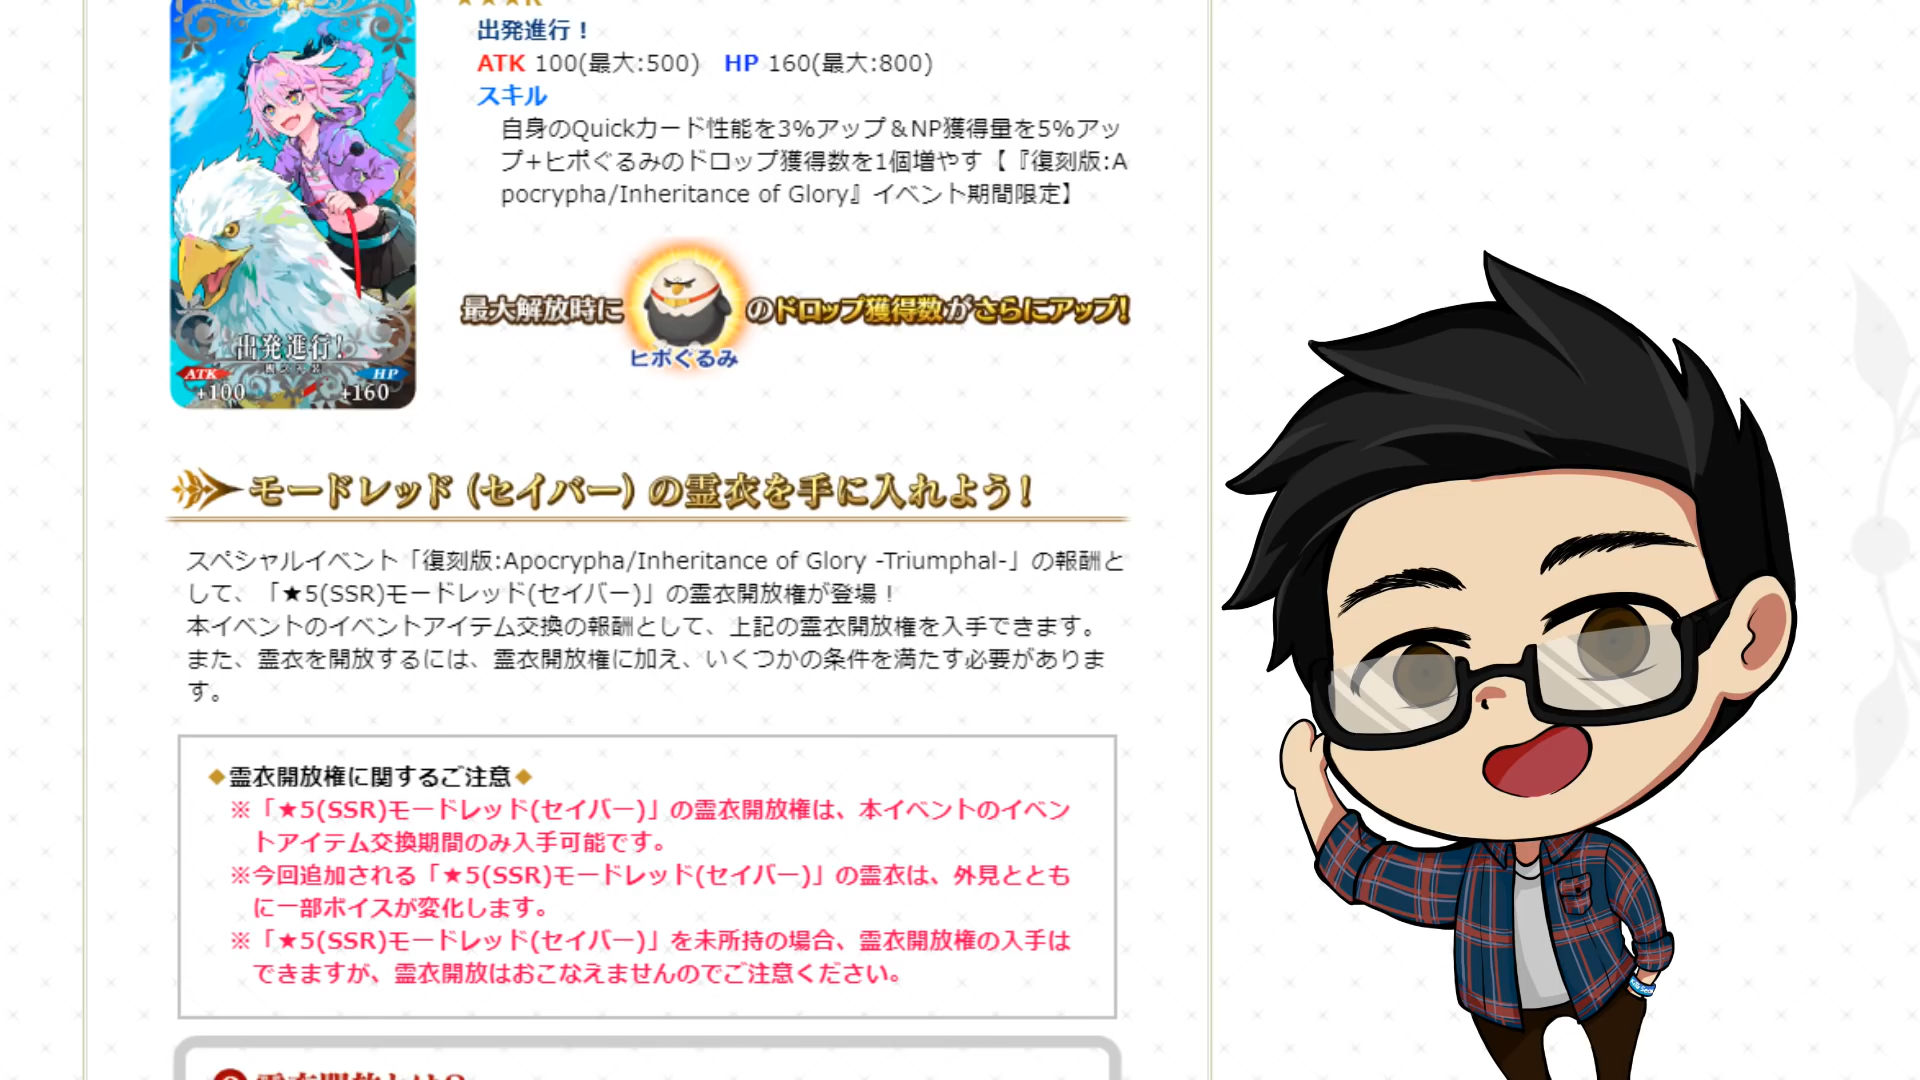 出発進行！
ATK 100(最大:500)　HP 160(最大:800)
スキル
自身のQuickカード性能を3%アップ＆NP獲得量を5%アッ
プ+ヒポぐるみのドロップ獲得数を1個増やす【『復刻版:A
pocrypha/Inheritance of Glory』イベント期間限定】
最大解放時に
のドロップ獲得数がさらにアップ!
ヒポぐるみ
出発進行!
ATK
HP
+100
+160
モードレッド（セイバー）の霊衣を手に入れよう!
スペシャルイベント「復刻版:Apocrypha/Inheritance of Glory -Triumphal-」の報酬と
して、「★5(SSR)モードレッド(セイバー)」の霊衣開放権が登場！
本イベントのイベントアイテム交換の報酬として、上記の霊衣開放権を入手できます。
また、霊衣を開放するには、霊衣開放権に加え、いくつかの条件を満たす必要がありま
す。
◆霊衣開放権に関するご注意◆
※「★5(SSR)モードレッド(セイバー)」の霊衣開放権は、本イベントのイベン
トアイテム交換期間のみ入手可能です。
※今回追加される「★5(SSR)モードレッド(セイバー)」の霊衣は、外見ととも
に一部ボイスが変化します。
※「★5(SSR)モードレッド(セイバー)」を未所持の場合、霊衣開放権の入手は
できますが、霊衣開放はおこなえませんのでご注意ください。
霊衣開放とは?